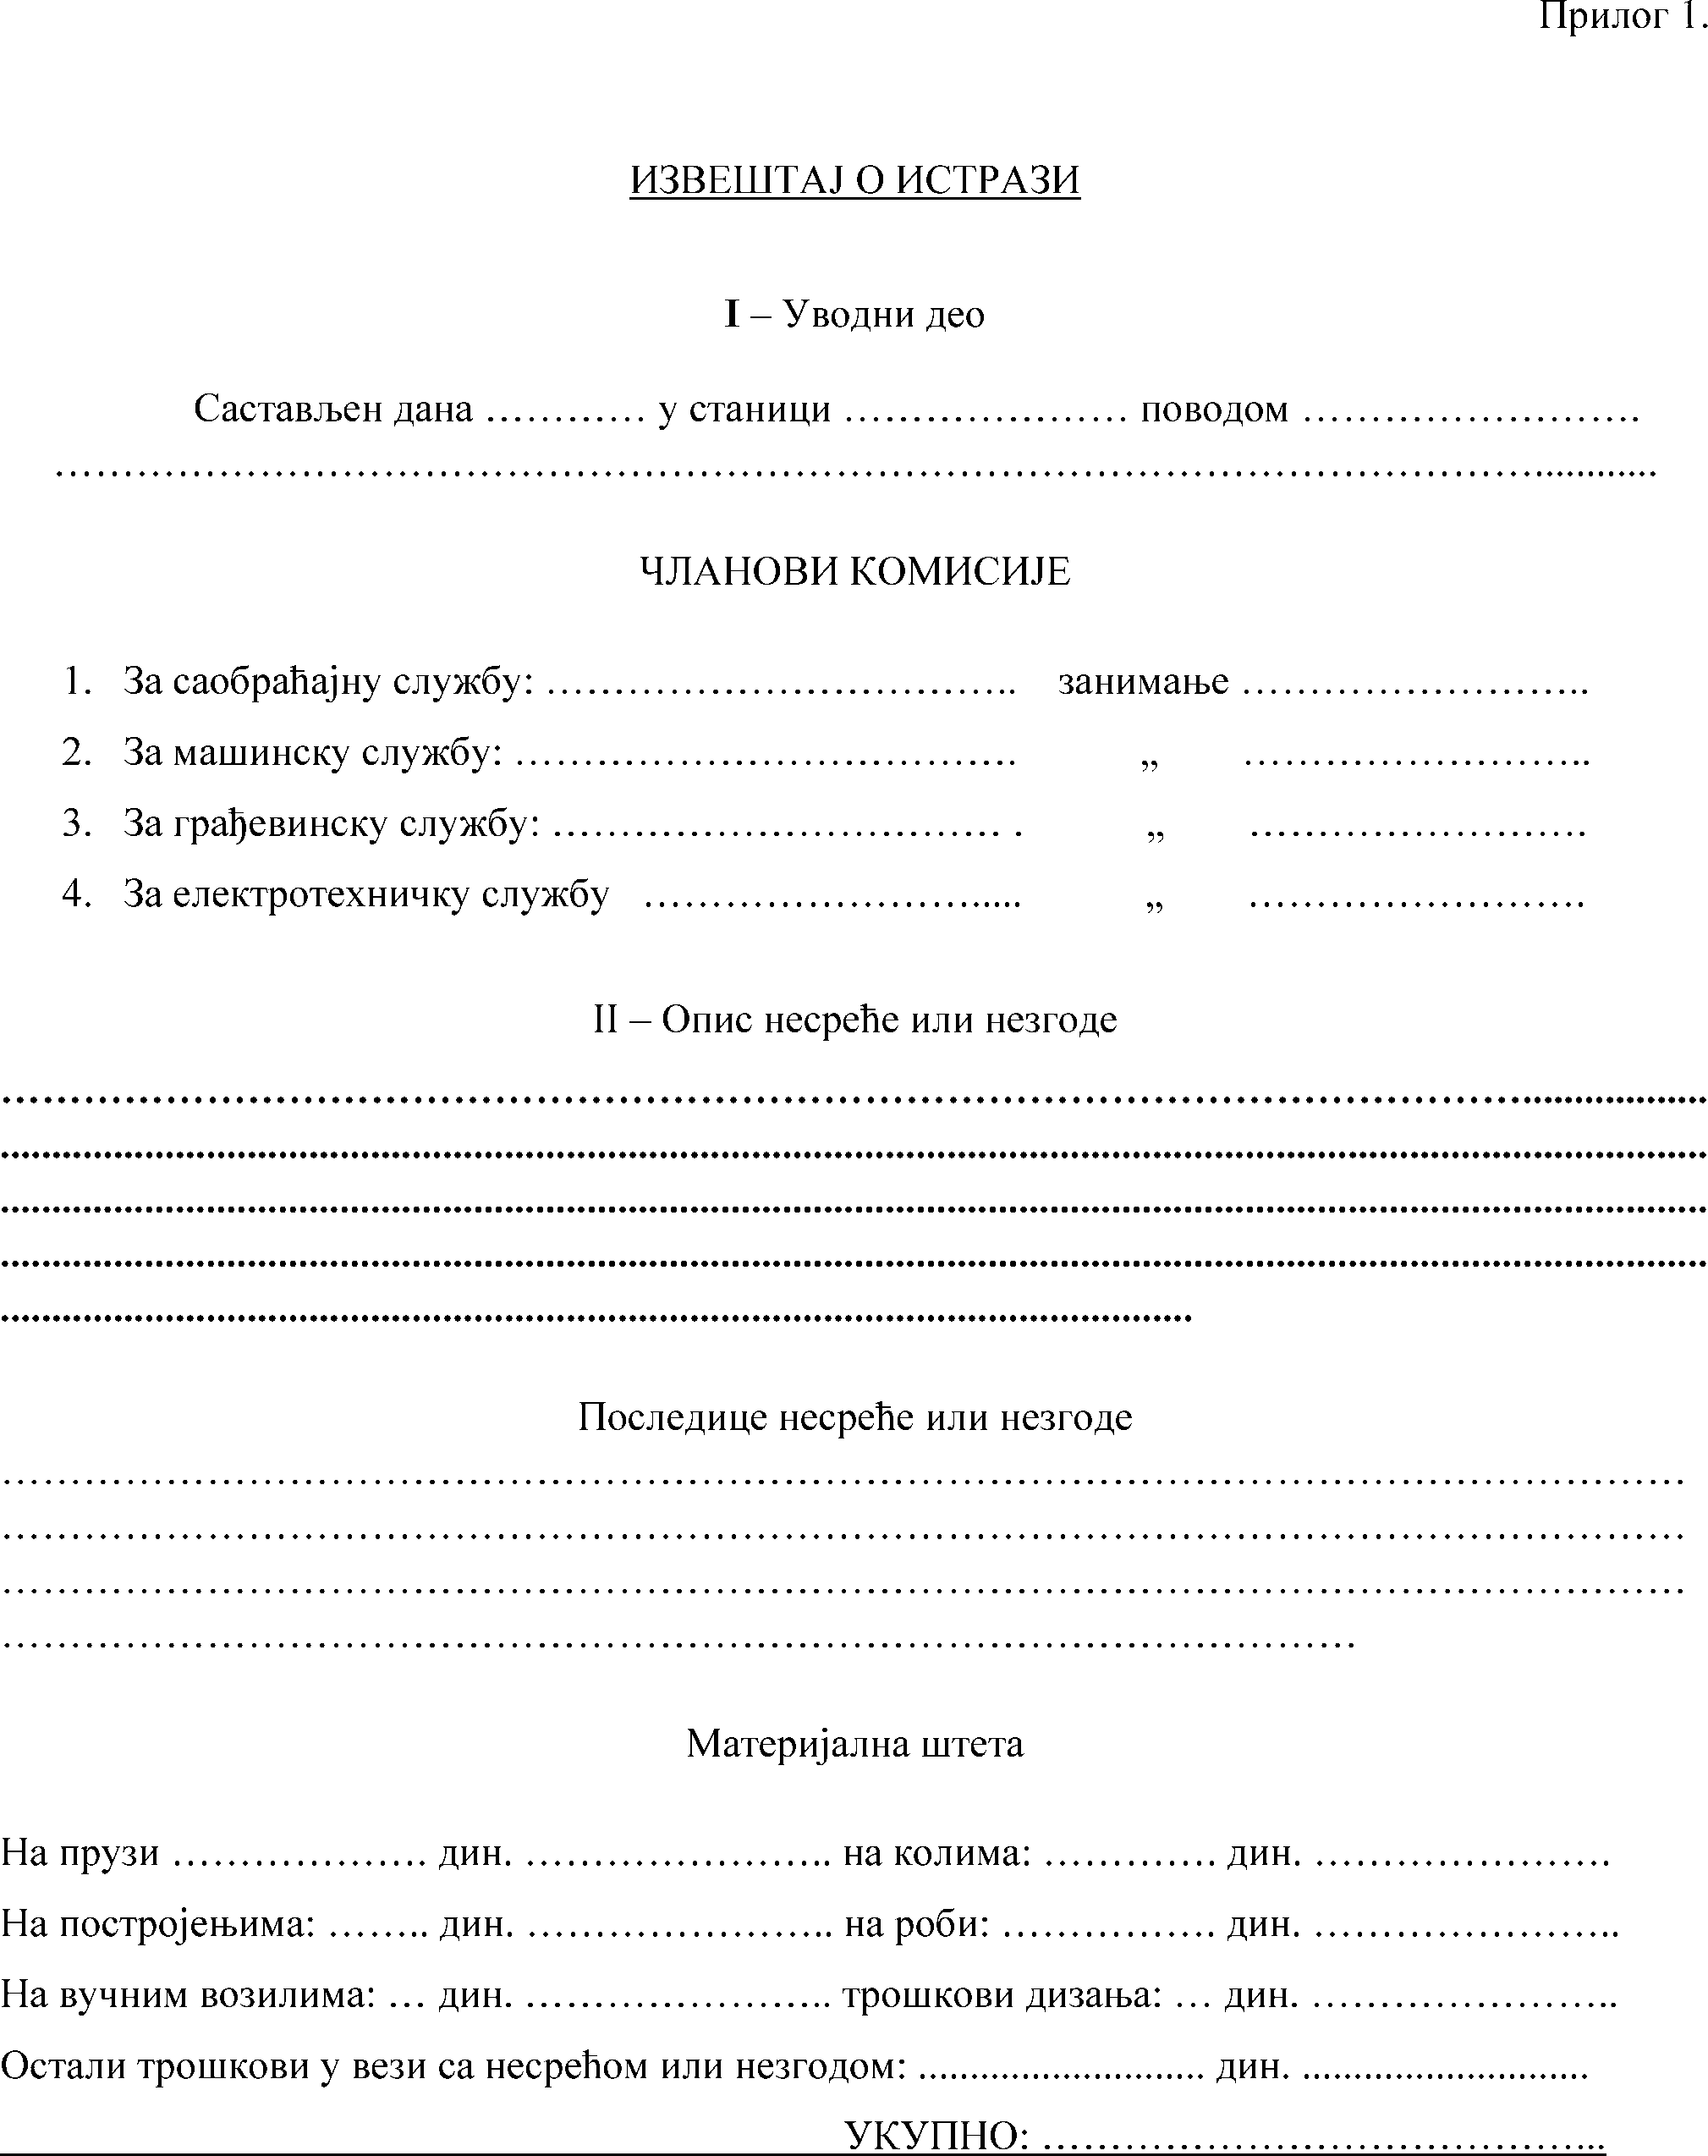 Прилог 1.
ИЗВЕШТАЈ О ИСТРАЗИ
I – Уводни део
Састављен дана ………… у станици ………………… поводом …………………….
………………………………………………………………………………………………...........
ЧЛАНОВИ КОМИСИЈЕ
1. За саобраћајну службу: …………………………….. занимање ……………………..
2. За машинску службу: ………………………………. „ ……………………..
3. За грађевинску службу: …………………………… . „ …………………….
4. За електротехничку службу ……………………..... „ …………………….
II – Опис несреће или незгоде
…………………………………………………………………………………………………..................
....................................................................................................................................................................
....................................................................................................................................................................
....................................................................................................................................................................
...................................................................................................................
Последице несреће или незгоде
……………………………………………………………………………………………………………
……………………………………………………………………………………………………………
……………………………………………………………………………………………………………
………………………………………………………………………………………
Материјална штета
На прузи ………………. дин. ………………….. на колима: …………. дин. ………………….
На постројењима: …….. дин. ………………….. на роби: ……………. дин. …………………..
На вучним возилима: … дин. ………………….. трошкови дизања: … дин. …………………..
Остали трошкови у вези са несрећом или незгодом: ............................ дин. ............................
УКУПНО: …………………………………...